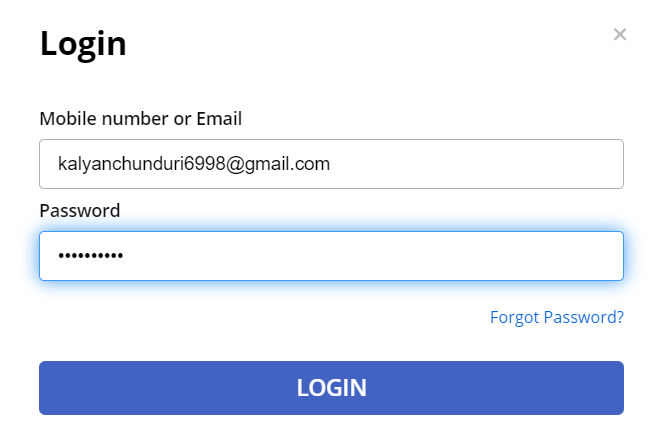 Login
×
Mobile number or Email
kalyanchunduri6998@gmail.com
Password
••••••••••
Forgot Password?
LOGIN